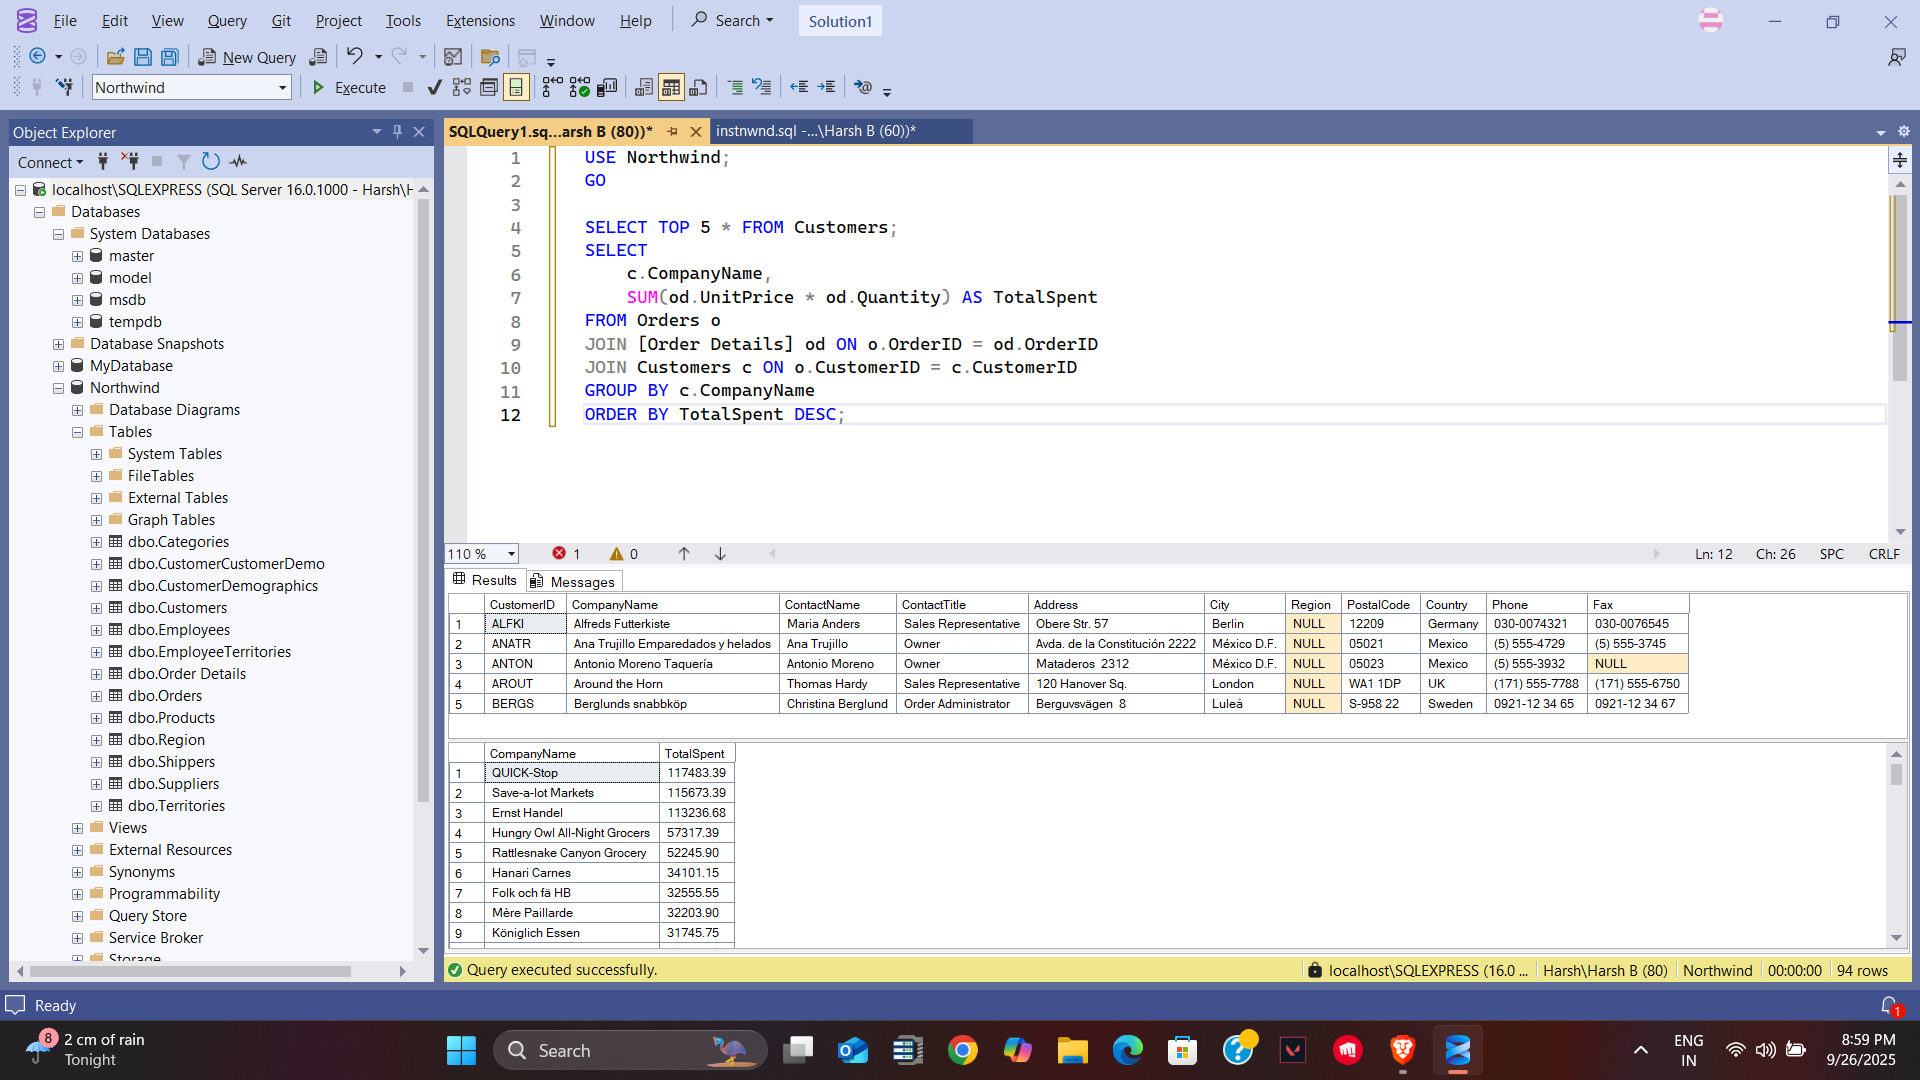 File Edit View Query Git Project Tools Extensions Window Help Search Solution1
New Query
Northwind Execute
Object Explorer
Connect
localhost\SQLEXPRESS (SQL Server 16.0.1000 - Harsh\H
Databases
System Databases
master
model
msdb
tempdb
Database Snapshots
MyDatabase
Northwind
Database Diagrams
Tables
System Tables
FileTables
External Tables
Graph Tables
dbo.Categories
dbo.CustomerCustomerDemo
dbo.CustomerDemographics
dbo.Customers
dbo.Employees
dbo.EmployeeTerritories
dbo.Order Details
dbo.Orders
dbo.Products
dbo.Region
dbo.Shippers
dbo.Suppliers
dbo.Territories
Views
External Resources
Synonyms
Programmability
Query Store
Service Broker
Storage
SQLQuery1.sq...arsh B (80))* instnwnd.sql -...\Harsh B (60))*
1 USE Northwind;
2 GO
3
4 SELECT TOP 5 * FROM Customers;
5 SELECT
6 c.CompanyName,
7 SUM(od.UnitPrice * od.Quantity) AS TotalSpent
8 FROM Orders o
9 JOIN [Order Details] od ON o.OrderID = od.OrderID
10 JOIN Customers c ON o.CustomerID = c.CustomerID
11 GROUP BY c.CompanyName
12 ORDER BY TotalSpent DESC;
110 % 1 0 Ln: 12 Ch: 26 SPC CRLF
Results Messages
CustomerID CompanyName ContactName ContactTitle Address City Region PostalCode Country Phone Fax
1 ALFKI Alfreds Futterkiste Maria Anders Sales Representative Obere Str. 57 Berlin NULL 12209 Germany 030-0074321 030-0076545
2 ANATR Ana Trujillo Emparedados y helados Ana Trujillo Owner Avda. de la Constitución 2222 México D.F. NULL 05021 Mexico (5) 555-4729 (5) 555-3745
3 ANTON Antonio Moreno Taquería Antonio Moreno Owner Mataderos 2312 México D.F. NULL 05023 Mexico (5) 555-3932 NULL
4 AROUT Around the Horn Thomas Hardy Sales Representative 120 Hanover Sq. London NULL WA1 1DP UK (171) 555-7788 (171) 555-6750
5 BERGS Berglunds snabbköp Christina Berglund Order Administrator Berguvsvägen 8 Luleå NULL S-958 22 Sweden 0921-12 34 65 0921-12 34 67
CompanyName TotalSpent
1 QUICK-Stop 117483.39
2 Save-a-lot Markets 115673.39
3 Ernst Handel 113236.68
4 Hungry Owl All-Night Grocers 57317.39
5 Rattlesnake Canyon Grocery 52245.90
6 Hanari Carnes 34101.15
7 Folk och fä HB 32555.55
8 Mère Paillarde 32203.90
9 Königlich Essen 31745.75
Query executed successfully. localhost\SQLEXPRESS (16.0 ... Harsh\Harsh B (80) Northwind 00:00:00 94 rows
Ready 1
8 2 cm of rain
Tonight
Search
ENG
IN
8:59 PM
9/26/2025